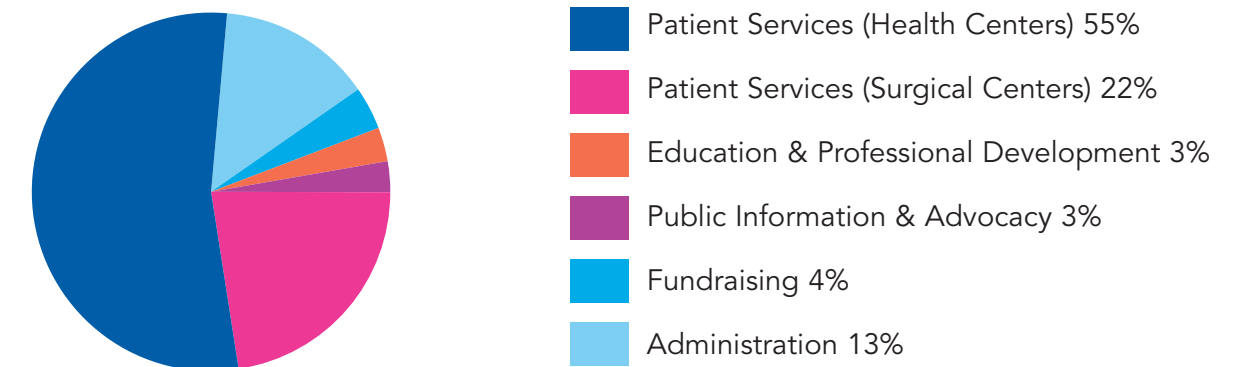 Patient Services (Health Centers) 55%
Patient Services (Surgical Centers) 22%
Education & Professional Development 3%
Public Information & Advocacy 3%
Fundraising 4%
Administration 13%